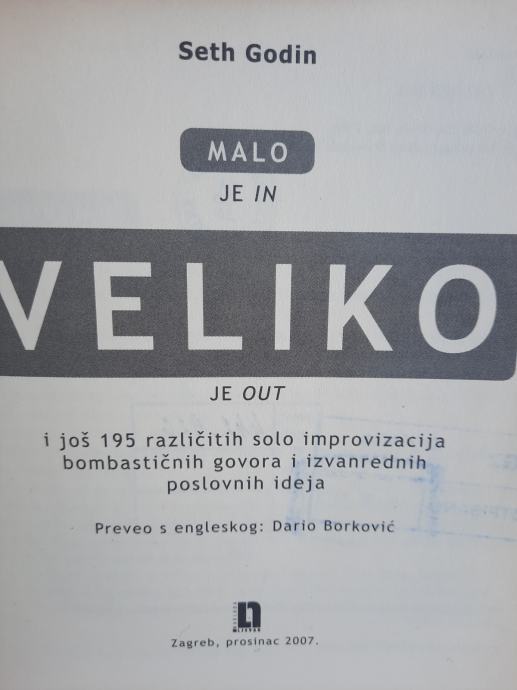 Seth Godin
MALO
JE IN
VELIKO
JE OUT
i još 195 različitih solo improvizacija
bombastičnih govora i izvanrednih
poslovnih ideja
Preveo s engleskog: Dario Borković
Zagreb, prosinac 2007.